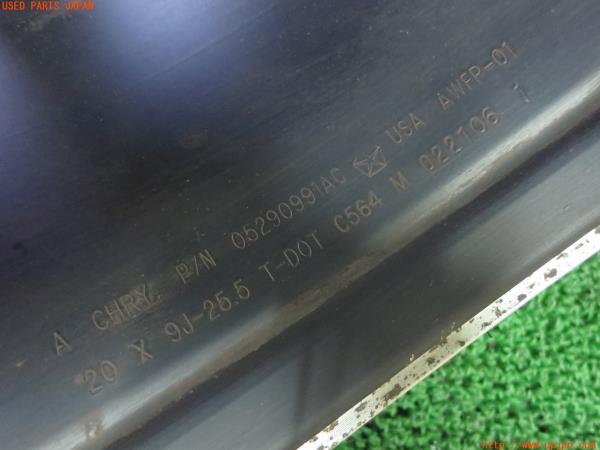 USED PARTS JAPAN
A CHRY. P/N 05290991AC USA AWFP-01
20 X 9J-25.5 T-DOT C564 M 022106 1